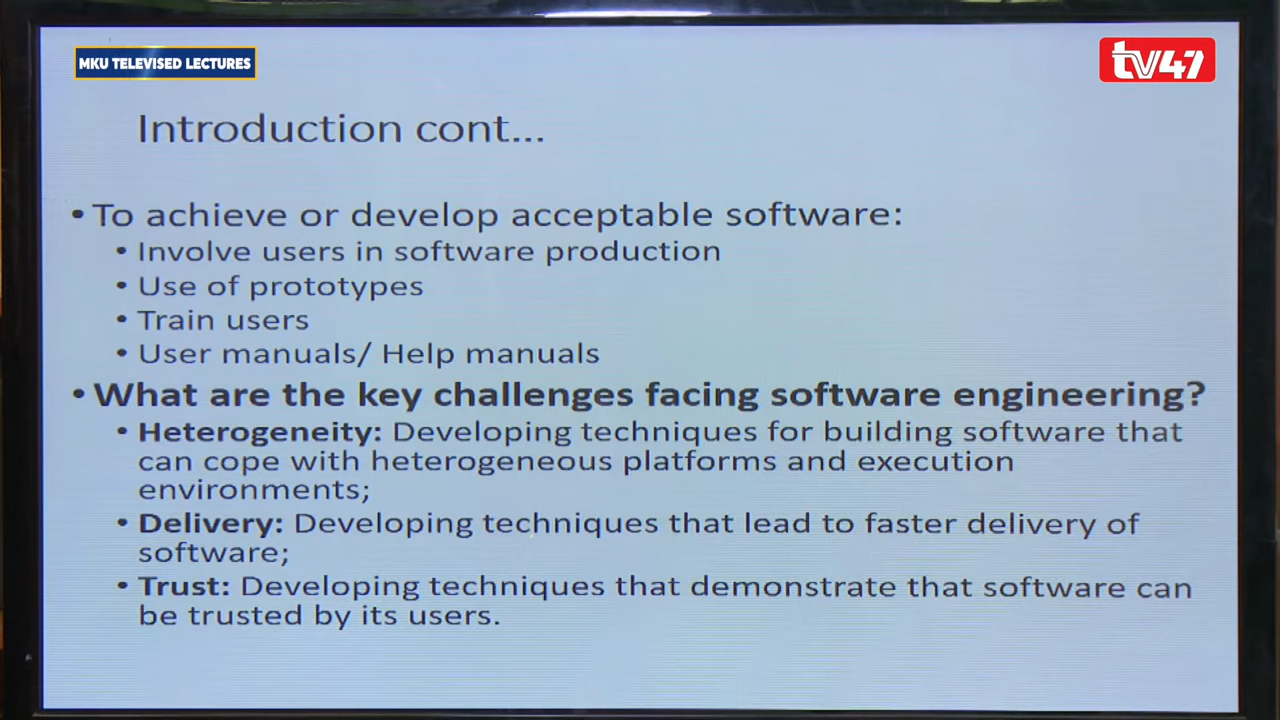 MKU TELEVISED LECTURES
tv47
Introduction cont...
• To achieve or develop acceptable software:
• Involve users in software production
• Use of prototypes
• Train users
• User manuals/ Help manuals
• What are the key challenges facing software engineering?
• Heterogeneity: Developing techniques for building software that
can cope with heterogeneous platforms and execution
environments;
• Delivery: Developing techniques that lead to faster delivery of
software;
• Trust: Developing techniques that demonstrate that software can
be trusted by its users.